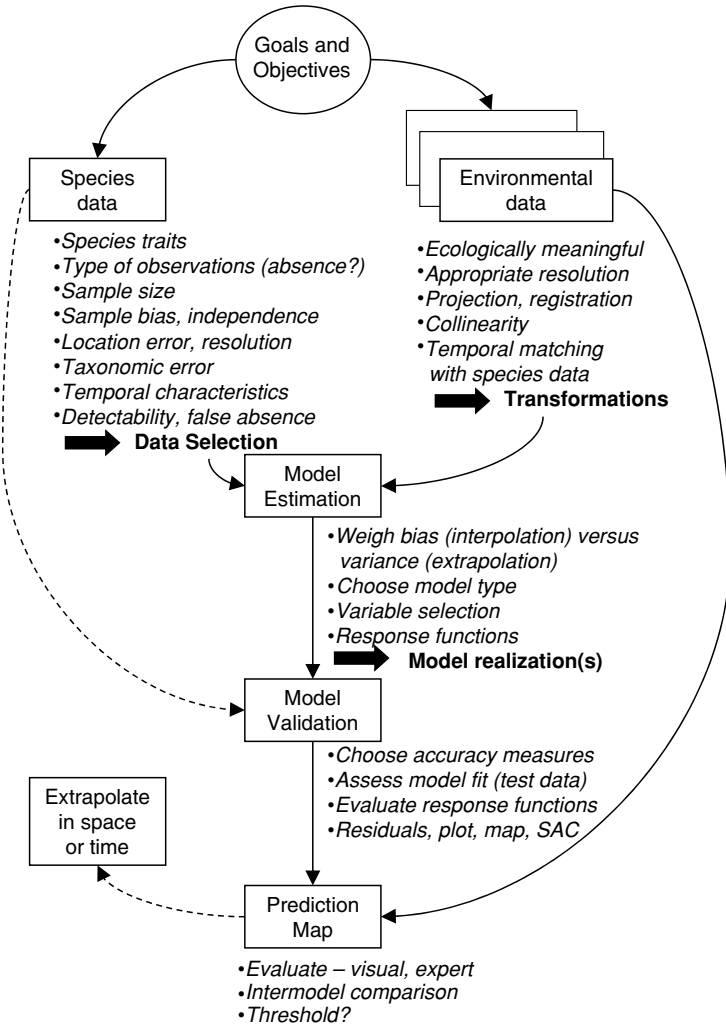 Goals and
Objectives
Species
data
Environmental
data
•Species traits
•Type of observations (absence?)
•Sample size
•Sample bias, independence
•Location error, resolution
•Taxonomic error
•Temporal characteristics
•Detectability, false absence
Data Selection
•Ecologically meaningful
•Appropriate resolution
•Projection, registration
•Collinearity
•Temporal matching
with species data
Transformations
Model
Estimation
•Weigh bias (interpolation) versus
variance (extrapolation)
•Choose model type
•Variable selection
•Response functions
Model realization(s)
Model
Validation
•Choose accuracy measures
•Assess model fit (test data)
•Evaluate response functions
•Residuals, plot, map, SAC
Extrapolate
in space
or time
Prediction
Map
•Evaluate – visual, expert
•Intermodel comparison
•Threshold?